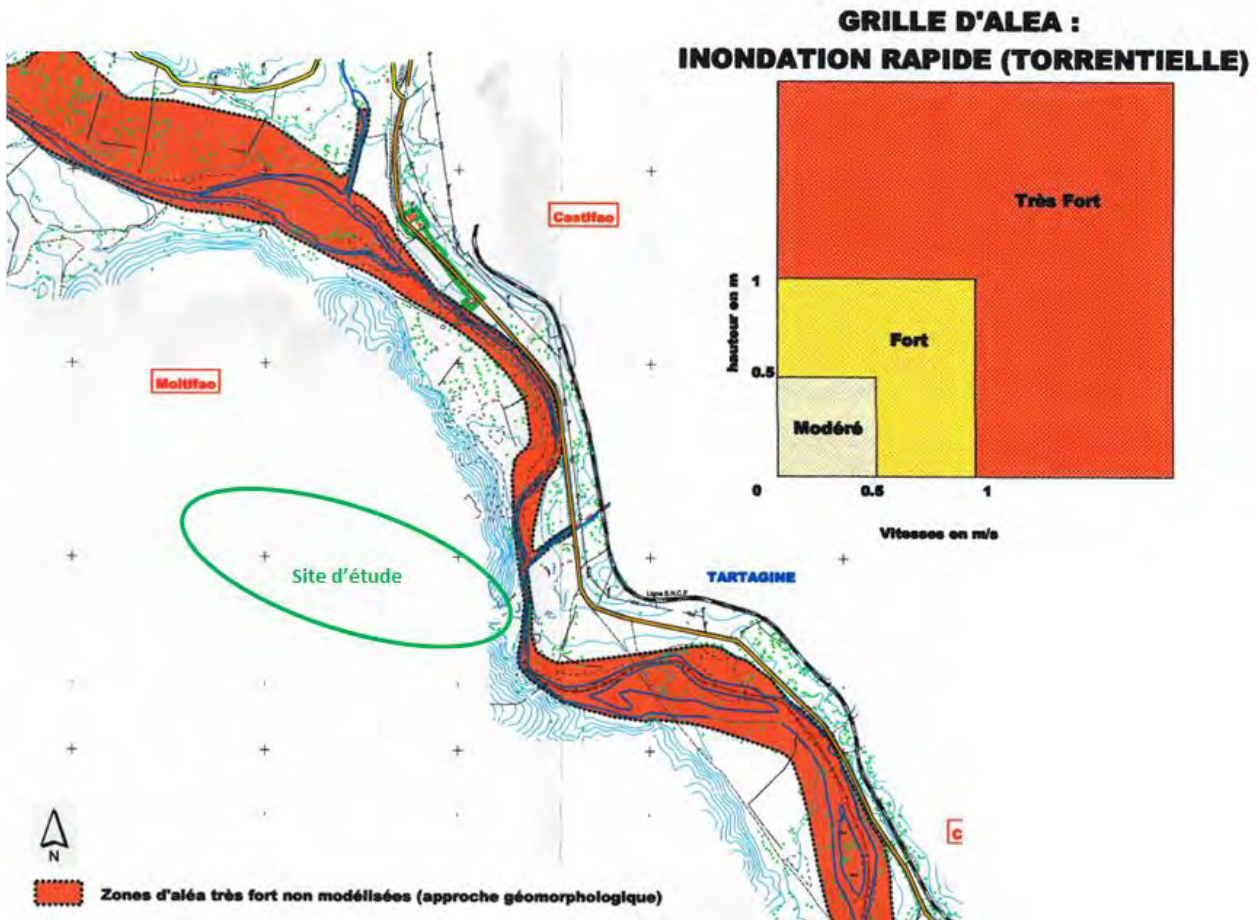 GRILLE D'ALEA :
INONDATION RAPIDE (TORRENTIELLE)
Très Fort
hauteur en m
1
Fort
0.5
Modéré
0
0.5
1
Vitesses en m/s
Castifao
Moltifao
Site d'étude
TARTAGINE
Ligne S.N.C.F
C
N
Zones d'aléa très fort non modélisées (approche géomorphologique)